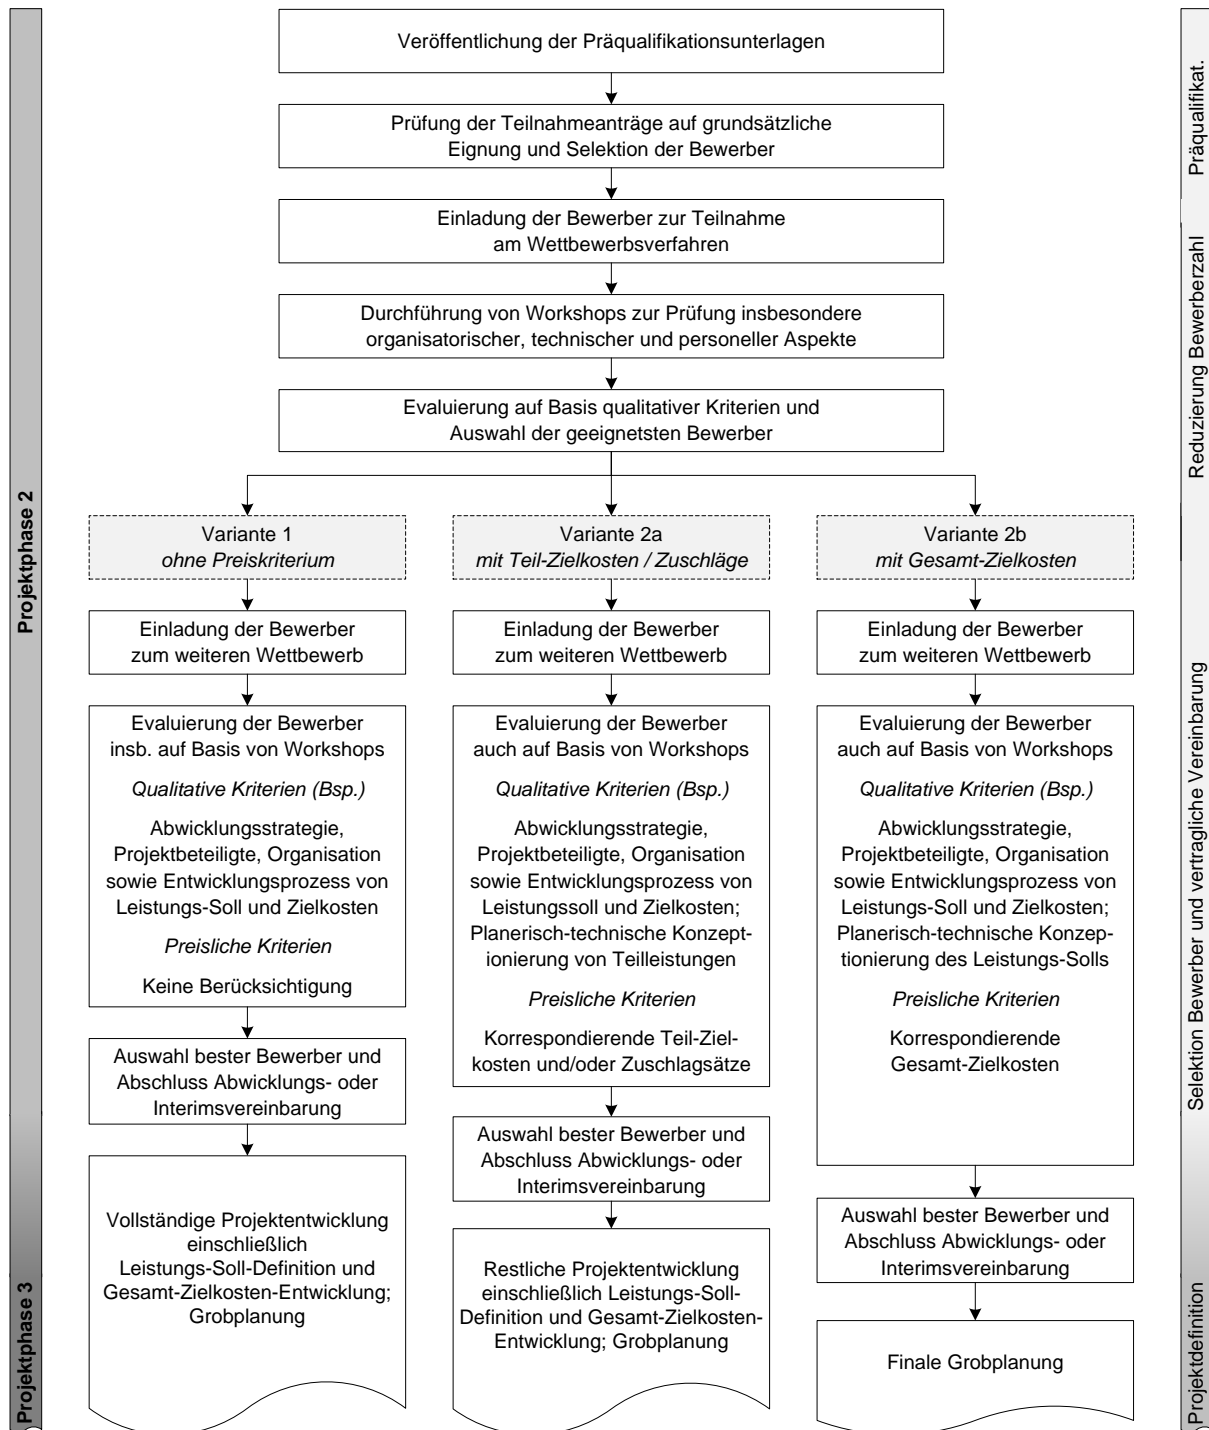 Veröffentlichung der Präqualifikationsunterlagen
Prüfung der Teilnahmeanträge auf grundsätzliche
Eignung und Selektion der Bewerber
Einladung der Bewerber zur Teilnahme
am Wettbewerbsverfahren
Durchführung von Workshops zur Prüfung insbesondere
organisatorischer, technischer und personeller Aspekte
Evaluierung auf Basis qualitativer Kriterien und
Auswahl der geeignetsten Bewerber
Variante 1
ohne Preiskriterium
Einladung der Bewerber
zum weiteren Wettbewerb
Evaluierung der Bewerber
insb. auf Basis von Workshops
Qualitative Kriterien (Bsp.)
Abwicklungsstrategie,
Projektbeteiligte, Organisation
sowie Entwicklungsprozess von
Leistungs-Soll und Zielkosten
Preisliche Kriterien
Keine Berücksichtigung
Auswahl bester Bewerber und
Abschluss Abwicklungs- oder
Interimsvereinbarung
Vollständige Projektentwicklung
einschließlich
Leistungs-Soll-Definition und
Gesamt-Zielkosten-Entwicklung;
Grobplanung
Variante 2a
mit Teil-Zielkosten / Zuschläge
Einladung der Bewerber
zum weiteren Wettbewerb
Evaluierung der Bewerber
auch auf Basis von Workshops
Qualitative Kriterien (Bsp.)
Abwicklungsstrategie,
Projektbeteiligte, Organisation
sowie Entwicklungsprozess von
Leistungssoll und Zielkosten;
Planerisch-technische Konzept-
ionierung von Teilleistungen
Preisliche Kriterien
Korrespondierende Teil-Ziel-
kosten und/oder Zuschlagsätze
Auswahl bester Bewerber und
Abschluss Abwicklungs- oder
Interimsvereinbarung
Restliche Projektentwicklung
einschließlich Leistungs-Soll-
Definition und Gesamt-Zielkosten-
Entwicklung; Grobplanung
Variante 2b
mit Gesamt-Zielkosten
Einladung der Bewerber
zum weiteren Wettbewerb
Evaluierung der Bewerber
auch auf Basis von Workshops
Qualitative Kriterien (Bsp.)
Abwicklungsstrategie,
Projektbeteiligte, Organisation
sowie Entwicklungsprozess von
Leistungs-Soll und Zielkosten;
Planerisch-technische Konzep-
tionierung des Leistungs-Solls
Preisliche Kriterien
Korrespondierende
Gesamt-Zielkosten
Auswahl bester Bewerber und
Abschluss Abwicklungs- oder
Interimsvereinbarung
Finale Grobplanung
Projektphase 2
Projektphase 3
Präqualifikat.
Reduzierung Bewerberzahl
Selektion Bewerber und vertragliche Vereinbarung
Projektdefinition